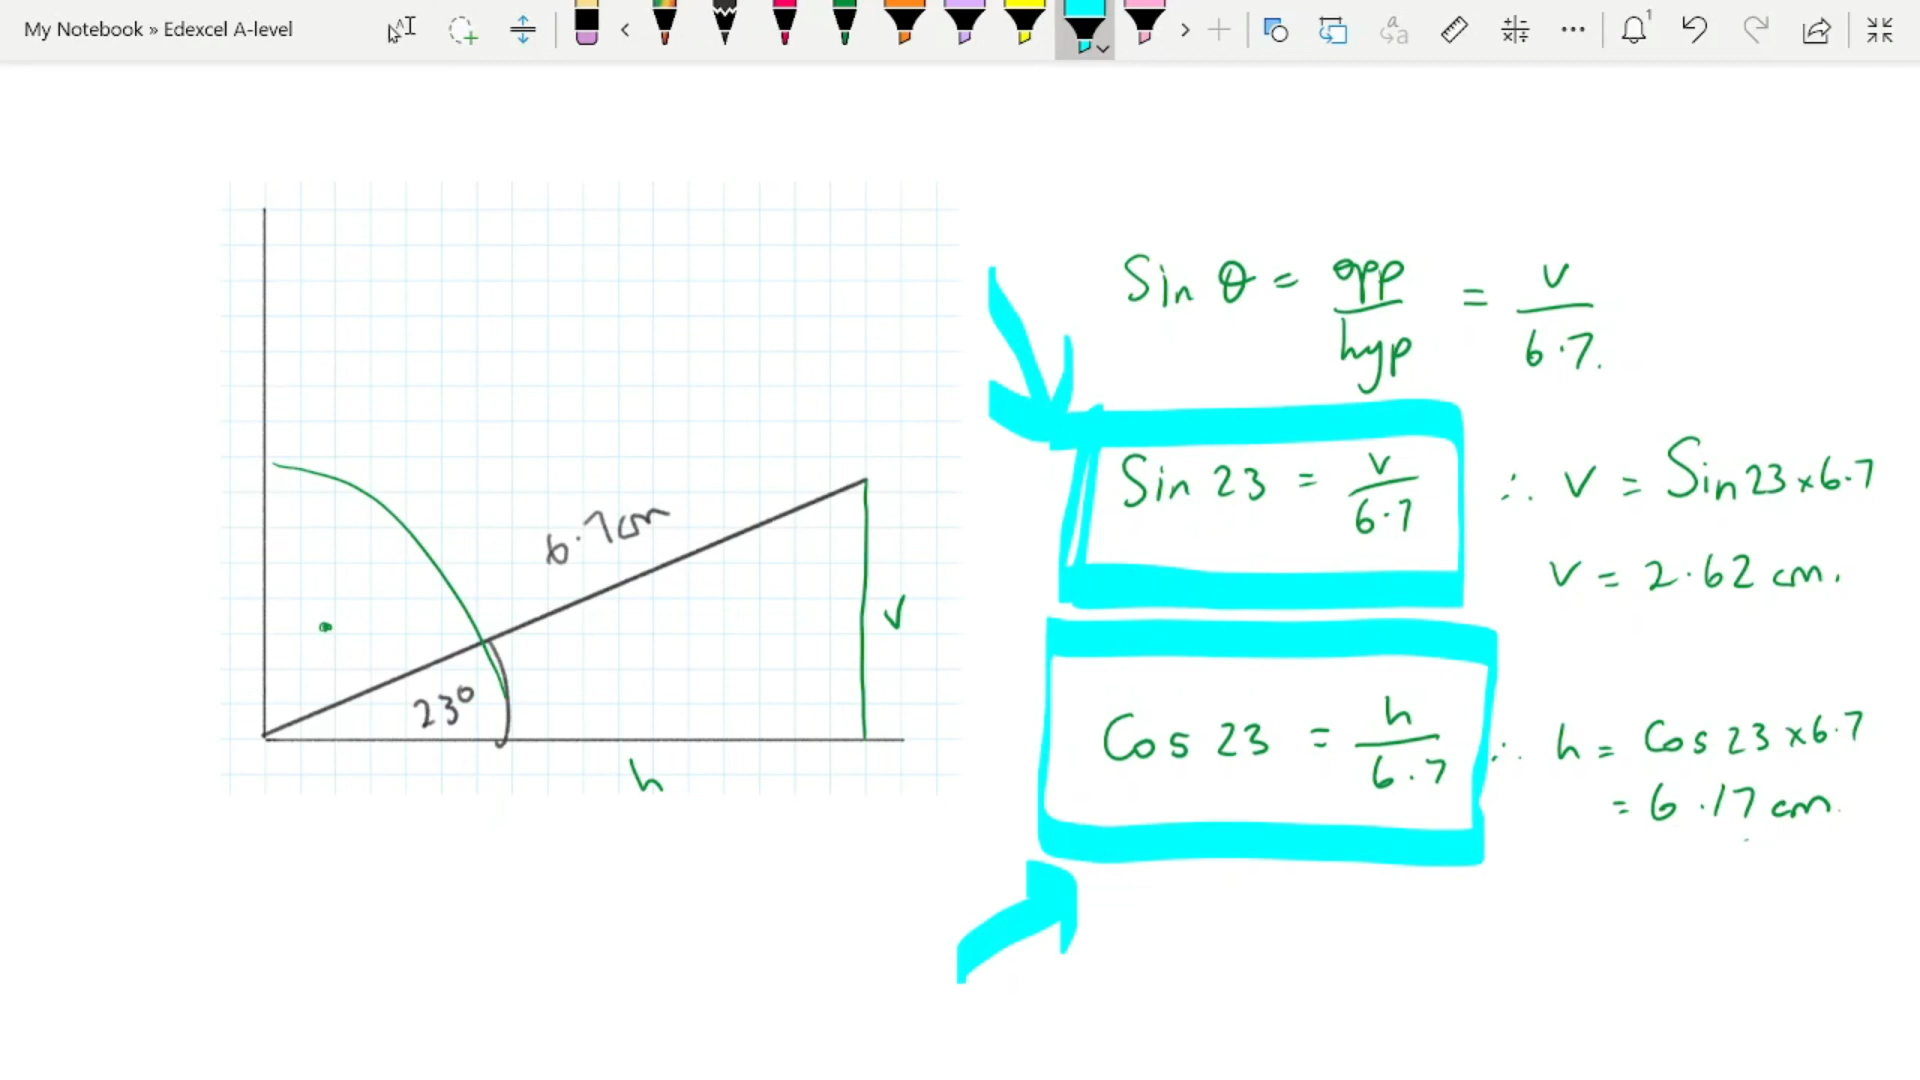 My Notebook » Edexcel A-level
Sin θ = opp/hyp = v/6.7.
Sin 23 = v/6.7 ∴ v = Sin 23 × 6.7
v = 2.62 cm.
6.7cm
v
23°
h
Cos 23 = h/6.7 ∴ h = Cos 23 × 6.7
= 6.17 cm.